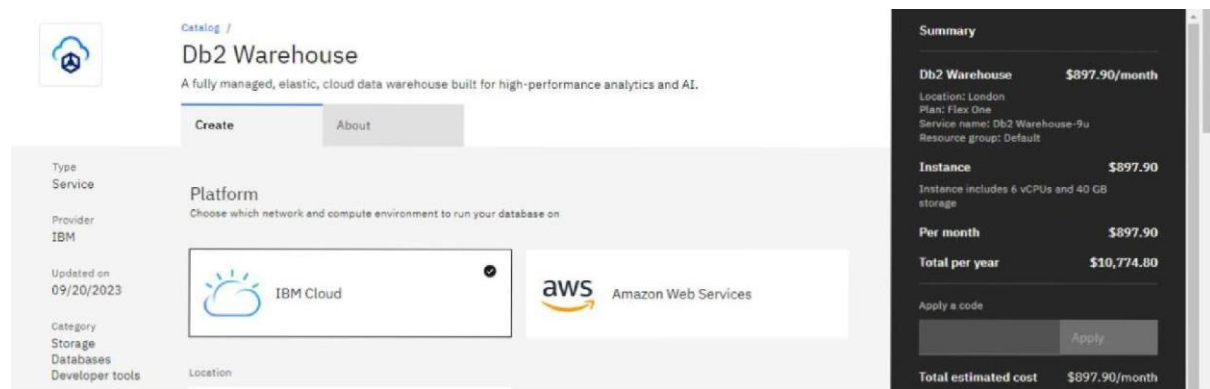 Catalog /
Db2 Warehouse
A fully managed, elastic, cloud data warehouse built for high-performance analytics and AI.
Create
About
Type
Service
Provider
IBM
Updated on
09/20/2023
Category
Storage
Databases
Developer tools
Platform
Choose which network and compute environment to run your database on
IBM Cloud
aws
Amazon Web Services
Location
Summary
Db2 Warehouse $897.90/month
Location: London
Plan: Flex One
Service name: Db2 Warehouse-9u
Resource group: Default
Instance $897.90
Instance includes 6 vCPUs and 40 GB
storage
Per month $897.90
Total per year $10,774.80
Apply a code
Apply
Total estimated cost $897.90/month